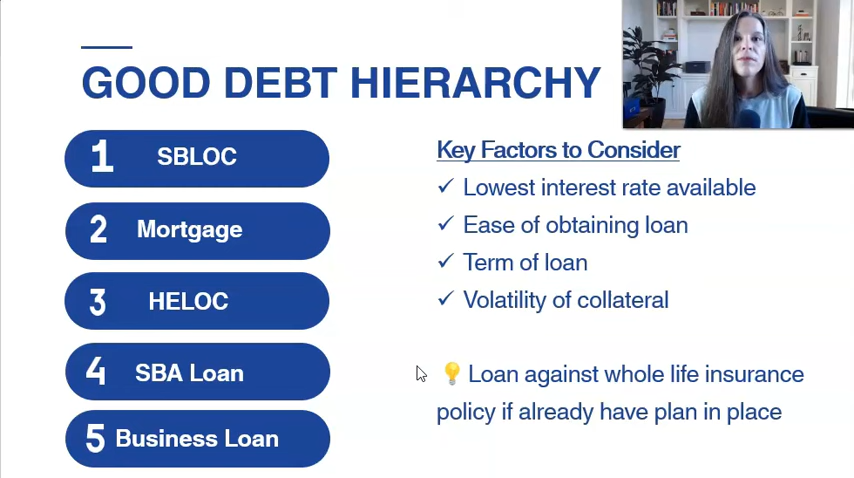 GOOD DEBT HIERARCHY
1 SBLOC
2 Mortgage
3 HELOC
4 SBA Loan
5 Business Loan
Key Factors to Consider
✓ Lowest interest rate available
✓ Ease of obtaining loan
✓ Term of loan
✓ Volatility of collateral
💡 Loan against whole life insurance
policy if already have plan in place